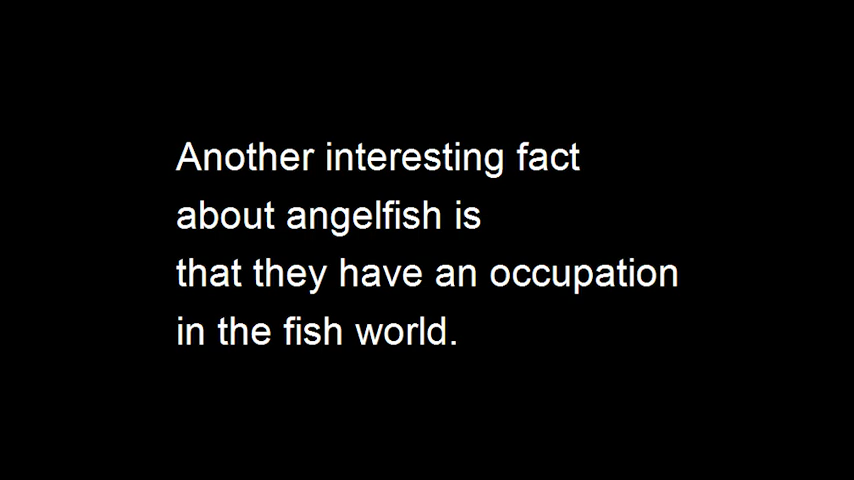 Another interesting fact
about angelfish is
that they have an occupation
in the fish world.